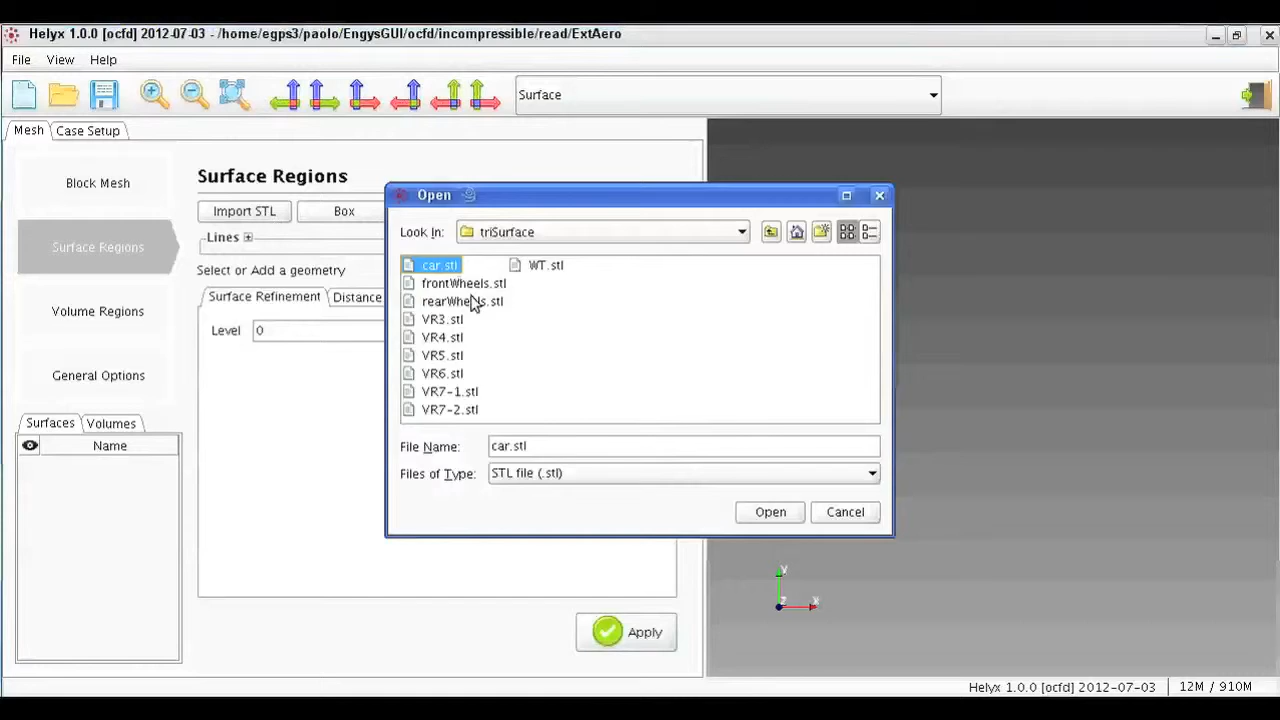 Helyx 1.0.0 [ocfd] 2012-07-03 - /home/egps3/paolo/EngysGUI/ocfd/incompressible/read/ExtAero
File View Help
Surface
Mesh Case Setup
Block Mesh
Surface Regions
Volume Regions
General Options
Surface Regions
Import STL Box
Lines
Select or Add a geometry
Surface Refinement Distance
Level 0
Surfaces Volumes
Name
Apply
Open
Look In: triSurface
car.stl WT.stl
frontWheels.stl
rearWheels.stl
VR3.stl
VR4.stl
VR5.stl
VR6.stl
VR7-1.stl
VR7-2.stl
File Name: car.stl
Files of Type: STL file (.stl)
Open Cancel
Y
Z X
Helyx 1.0.0 [ocfd] 2012-07-03 12M / 910M